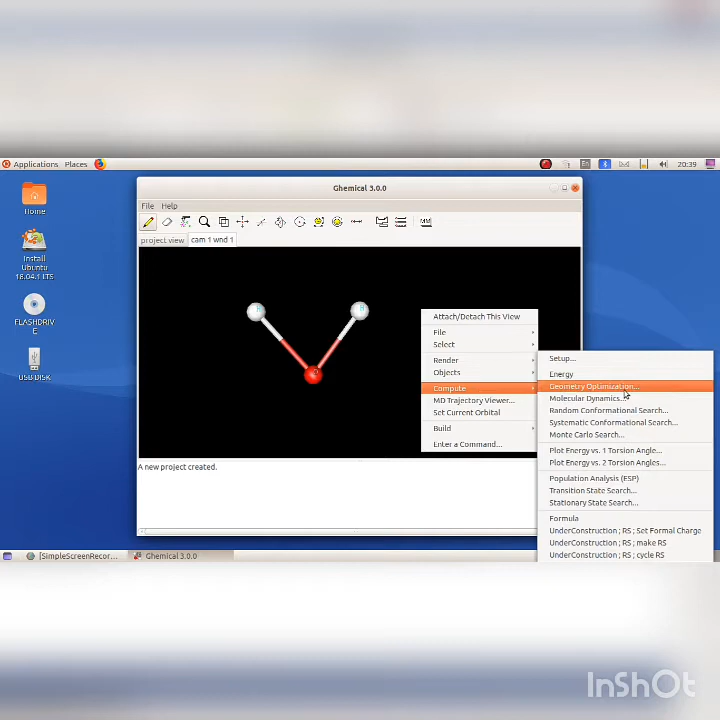 Applications Places En 20:39
Home
Install
Ubuntu
18.04.1 LTS
FLASHDRIV
E
USB DISK
Ghemical 3.0.0
File Help
MM
project view cam 1 wnd 1
H H
Attach/Detach This View
File
Select
Render
Objects
Compute
MD Trajectory Viewer...
Set Current Orbital
Build
Enter a Command...
Setup...
Energy
Geometry Optimization...
Molecular Dynamics...
Random Conformational Search...
Systematic Conformational Search...
Monte Carlo Search...
Plot Energy vs. 1 Torsion Angle...
Plot Energy vs. 2 Torsion Angles...
Population Analysis (ESP)
Transition State Search...
Stationary State Search...
Formula
UnderConstruction ; RS ; Set Formal Charge
UnderConstruction ; RS ; make RS
UnderConstruction ; RS ; cycle RS
A new project created.
[SimpleScreenRecor... Ghemical 3.0.0
InShOt